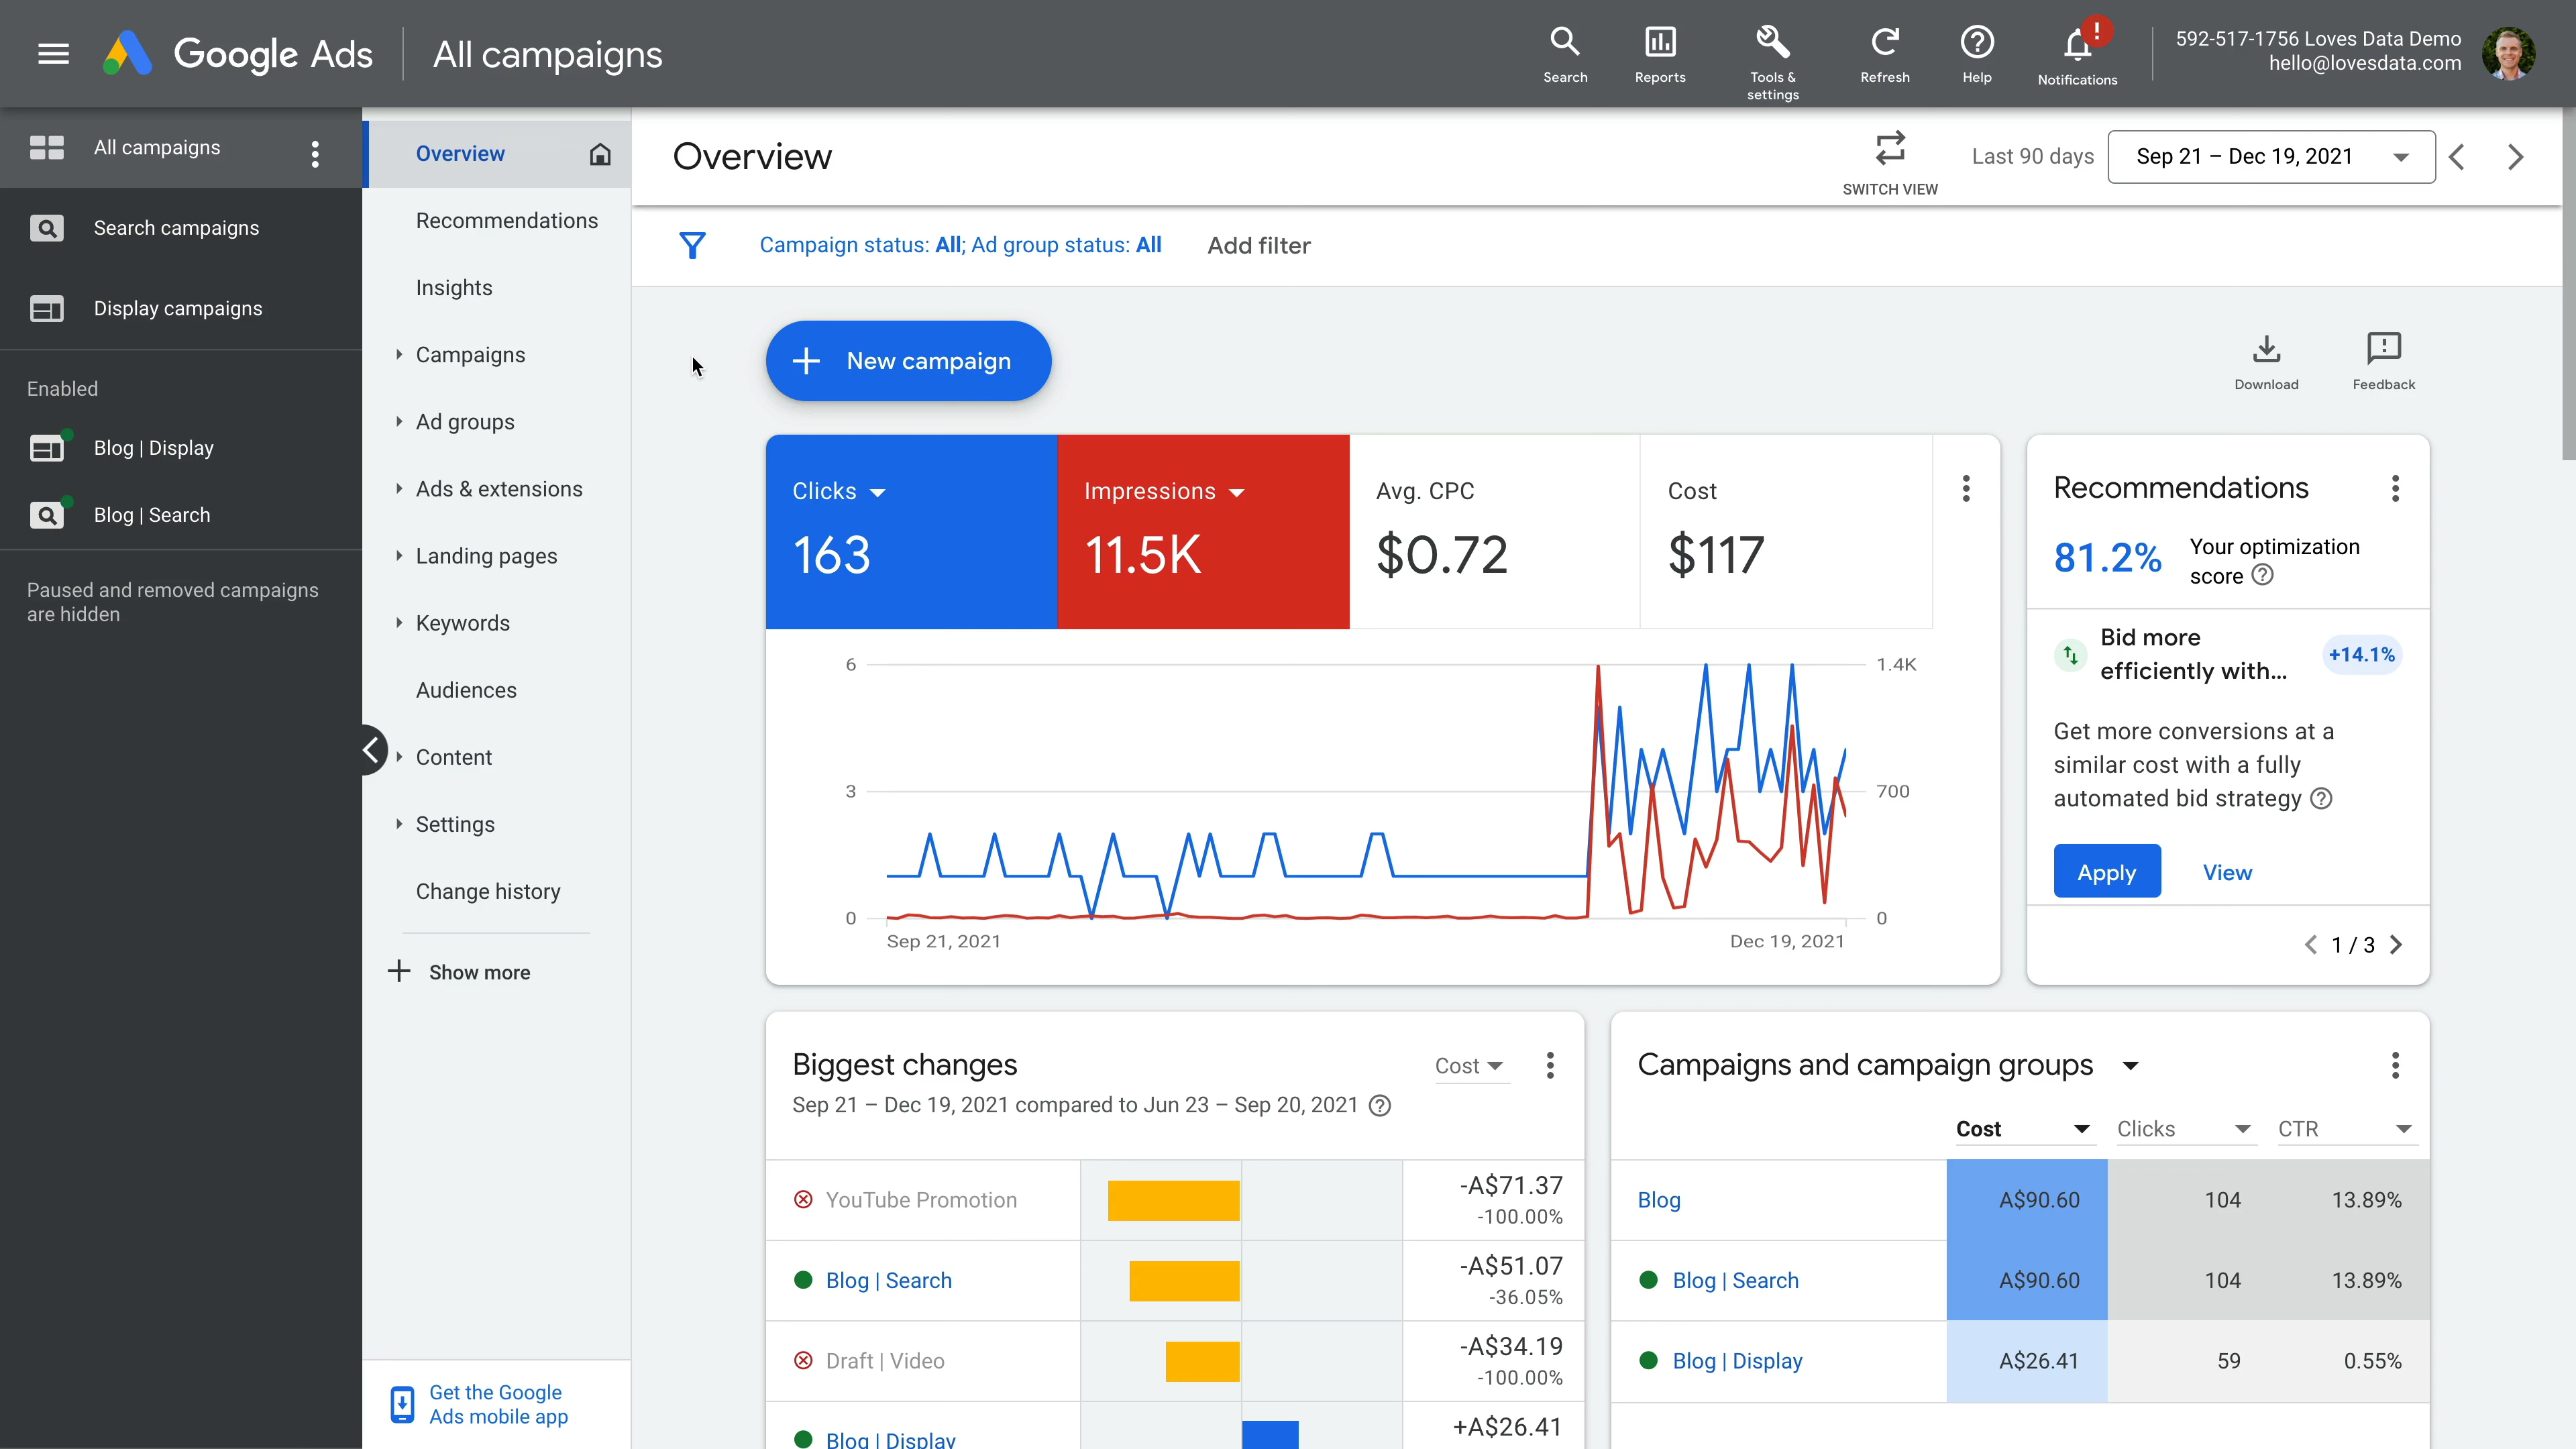 Google Ads
All campaigns
Search
Reports
Tools &
settings
Refresh
Help
!
Notifications
592-517-1756 Loves Data Demo
hello@lovesdata.com
All campaigns
Search campaigns
Display campaigns
Enabled
Blog | Display
Blog | Search
Paused and removed campaigns
are hidden
Overview
Recommendations
Insights
Campaigns
Ad groups
Ads & extensions
Landing pages
Keywords
Audiences
Content
Settings
Change history
Show more
Get the Google
Ads mobile app
Overview
SWITCH VIEW
Last 90 days
Sep 21 – Dec 19, 2021
Campaign status: All; Ad group status: All
Add filter
New campaign
Download
Feedback
Clicks
163
Impressions
11.5K
Avg. CPC
$0.72
Cost
$117
6
3
0
1.4K
700
0
Sep 21, 2021
Dec 19, 2021
Recommendations
81.2%
Your optimization
score
Bid more
efficiently with...
+14.1%
Get more conversions at a
similar cost with a fully
automated bid strategy
Apply
View
1 / 3
Biggest changes
Cost
Sep 21 – Dec 19, 2021 compared to Jun 23 – Sep 20, 2021
YouTube Promotion
-A$71.37
-100.00%
Blog | Search
-A$51.07
-36.05%
Draft | Video
-A$34.19
-100.00%
Blog | Display
+A$26.41
Campaigns and campaign groups
Cost
Clicks
CTR
Blog
A$90.60
104
13.89%
Blog | Search
A$90.60
104
13.89%
Blog | Display
A$26.41
59
0.55%